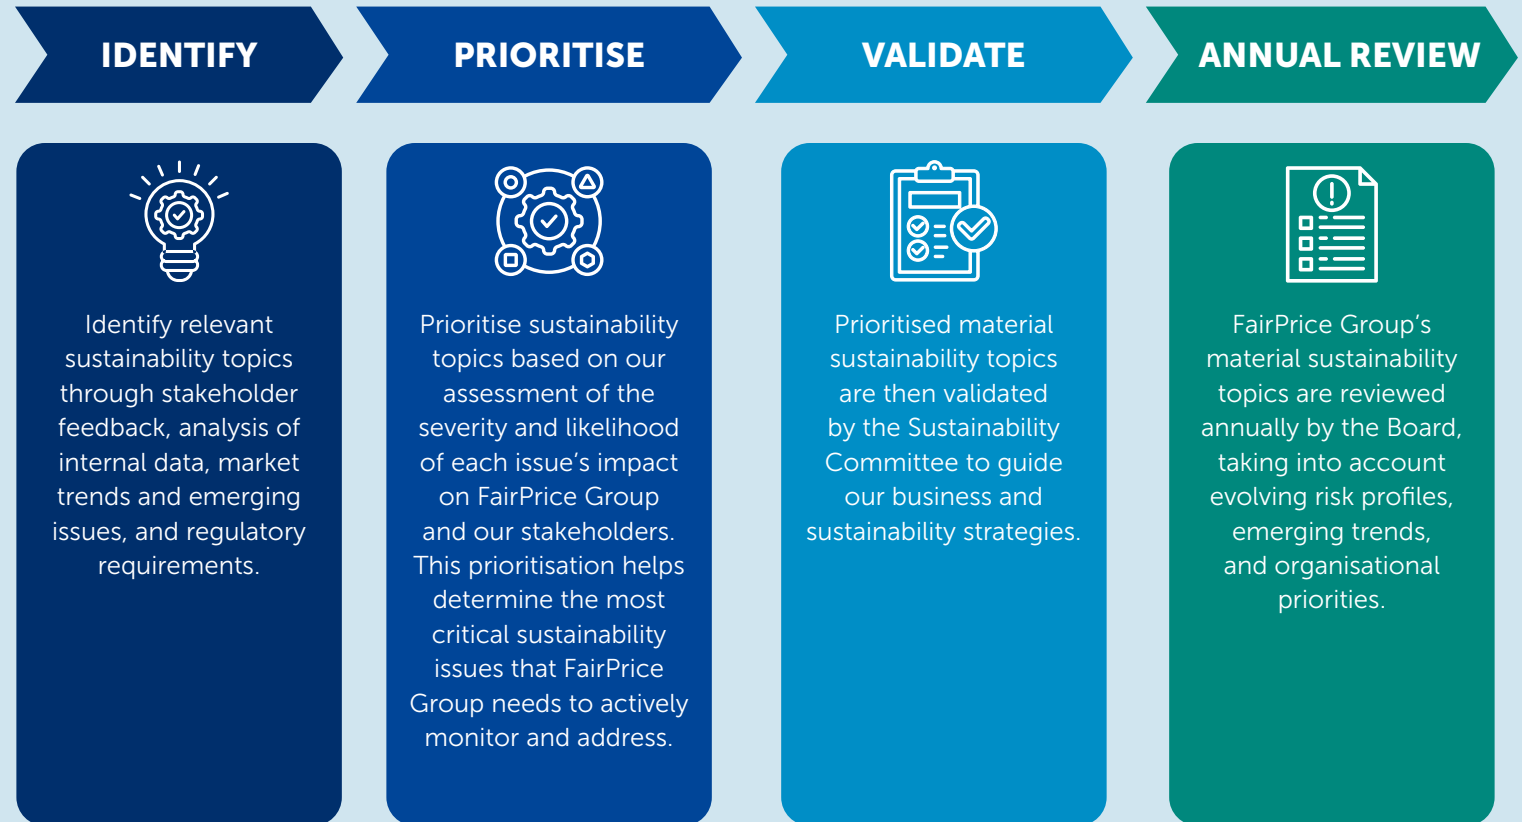 IDENTIFY
PRIORITISE
VALIDATE
ANNUAL REVIEW
Identify relevant
sustainability topics
through stakeholder
feedback, analysis of
internal data, market
trends and emerging
issues, and regulatory
requirements.
Prioritise sustainability
topics based on our
assessment of the
severity and likelihood
of each issue’s impact
on FairPrice Group
and our stakeholders.
This prioritisation helps
determine the most
critical sustainability
issues that FairPrice
Group needs to actively
monitor and address.
Prioritised material
sustainability topics
are then validated
by the Sustainability
Committee to guide
our business and
sustainability strategies.
FairPrice Group’s
material sustainability
topics are reviewed
annually by the Board,
taking into account
evolving risk profiles,
emerging trends,
and organisational
priorities.